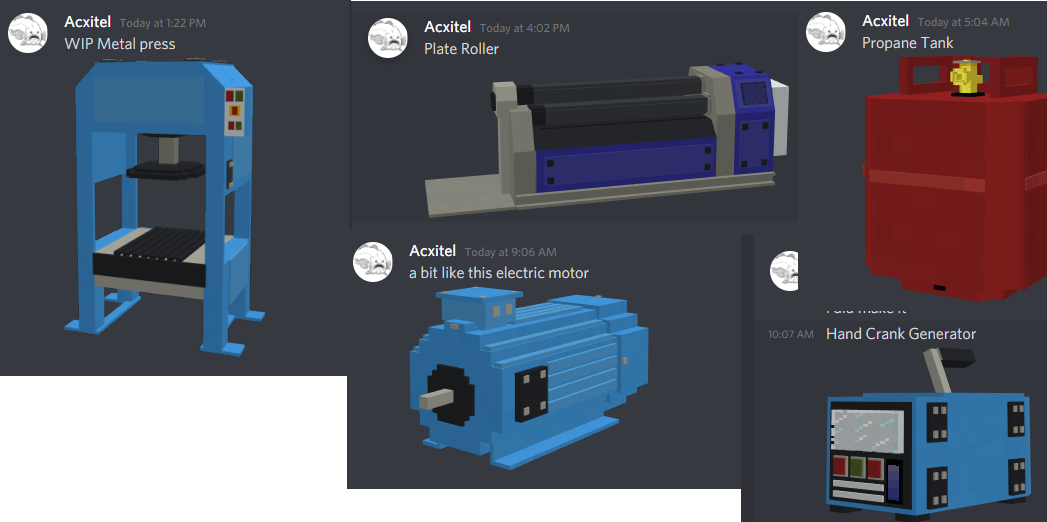 Acxitel Today at 1:22 PM
WIP Metal press
Acxitel Today at 4:02 PM
Plate Roller
Acxitel Today at 5:04 AM
Propane Tank
Acxitel Today at 9:06 AM
a bit like this electric motor
10:07 AM Hand Crank Generator